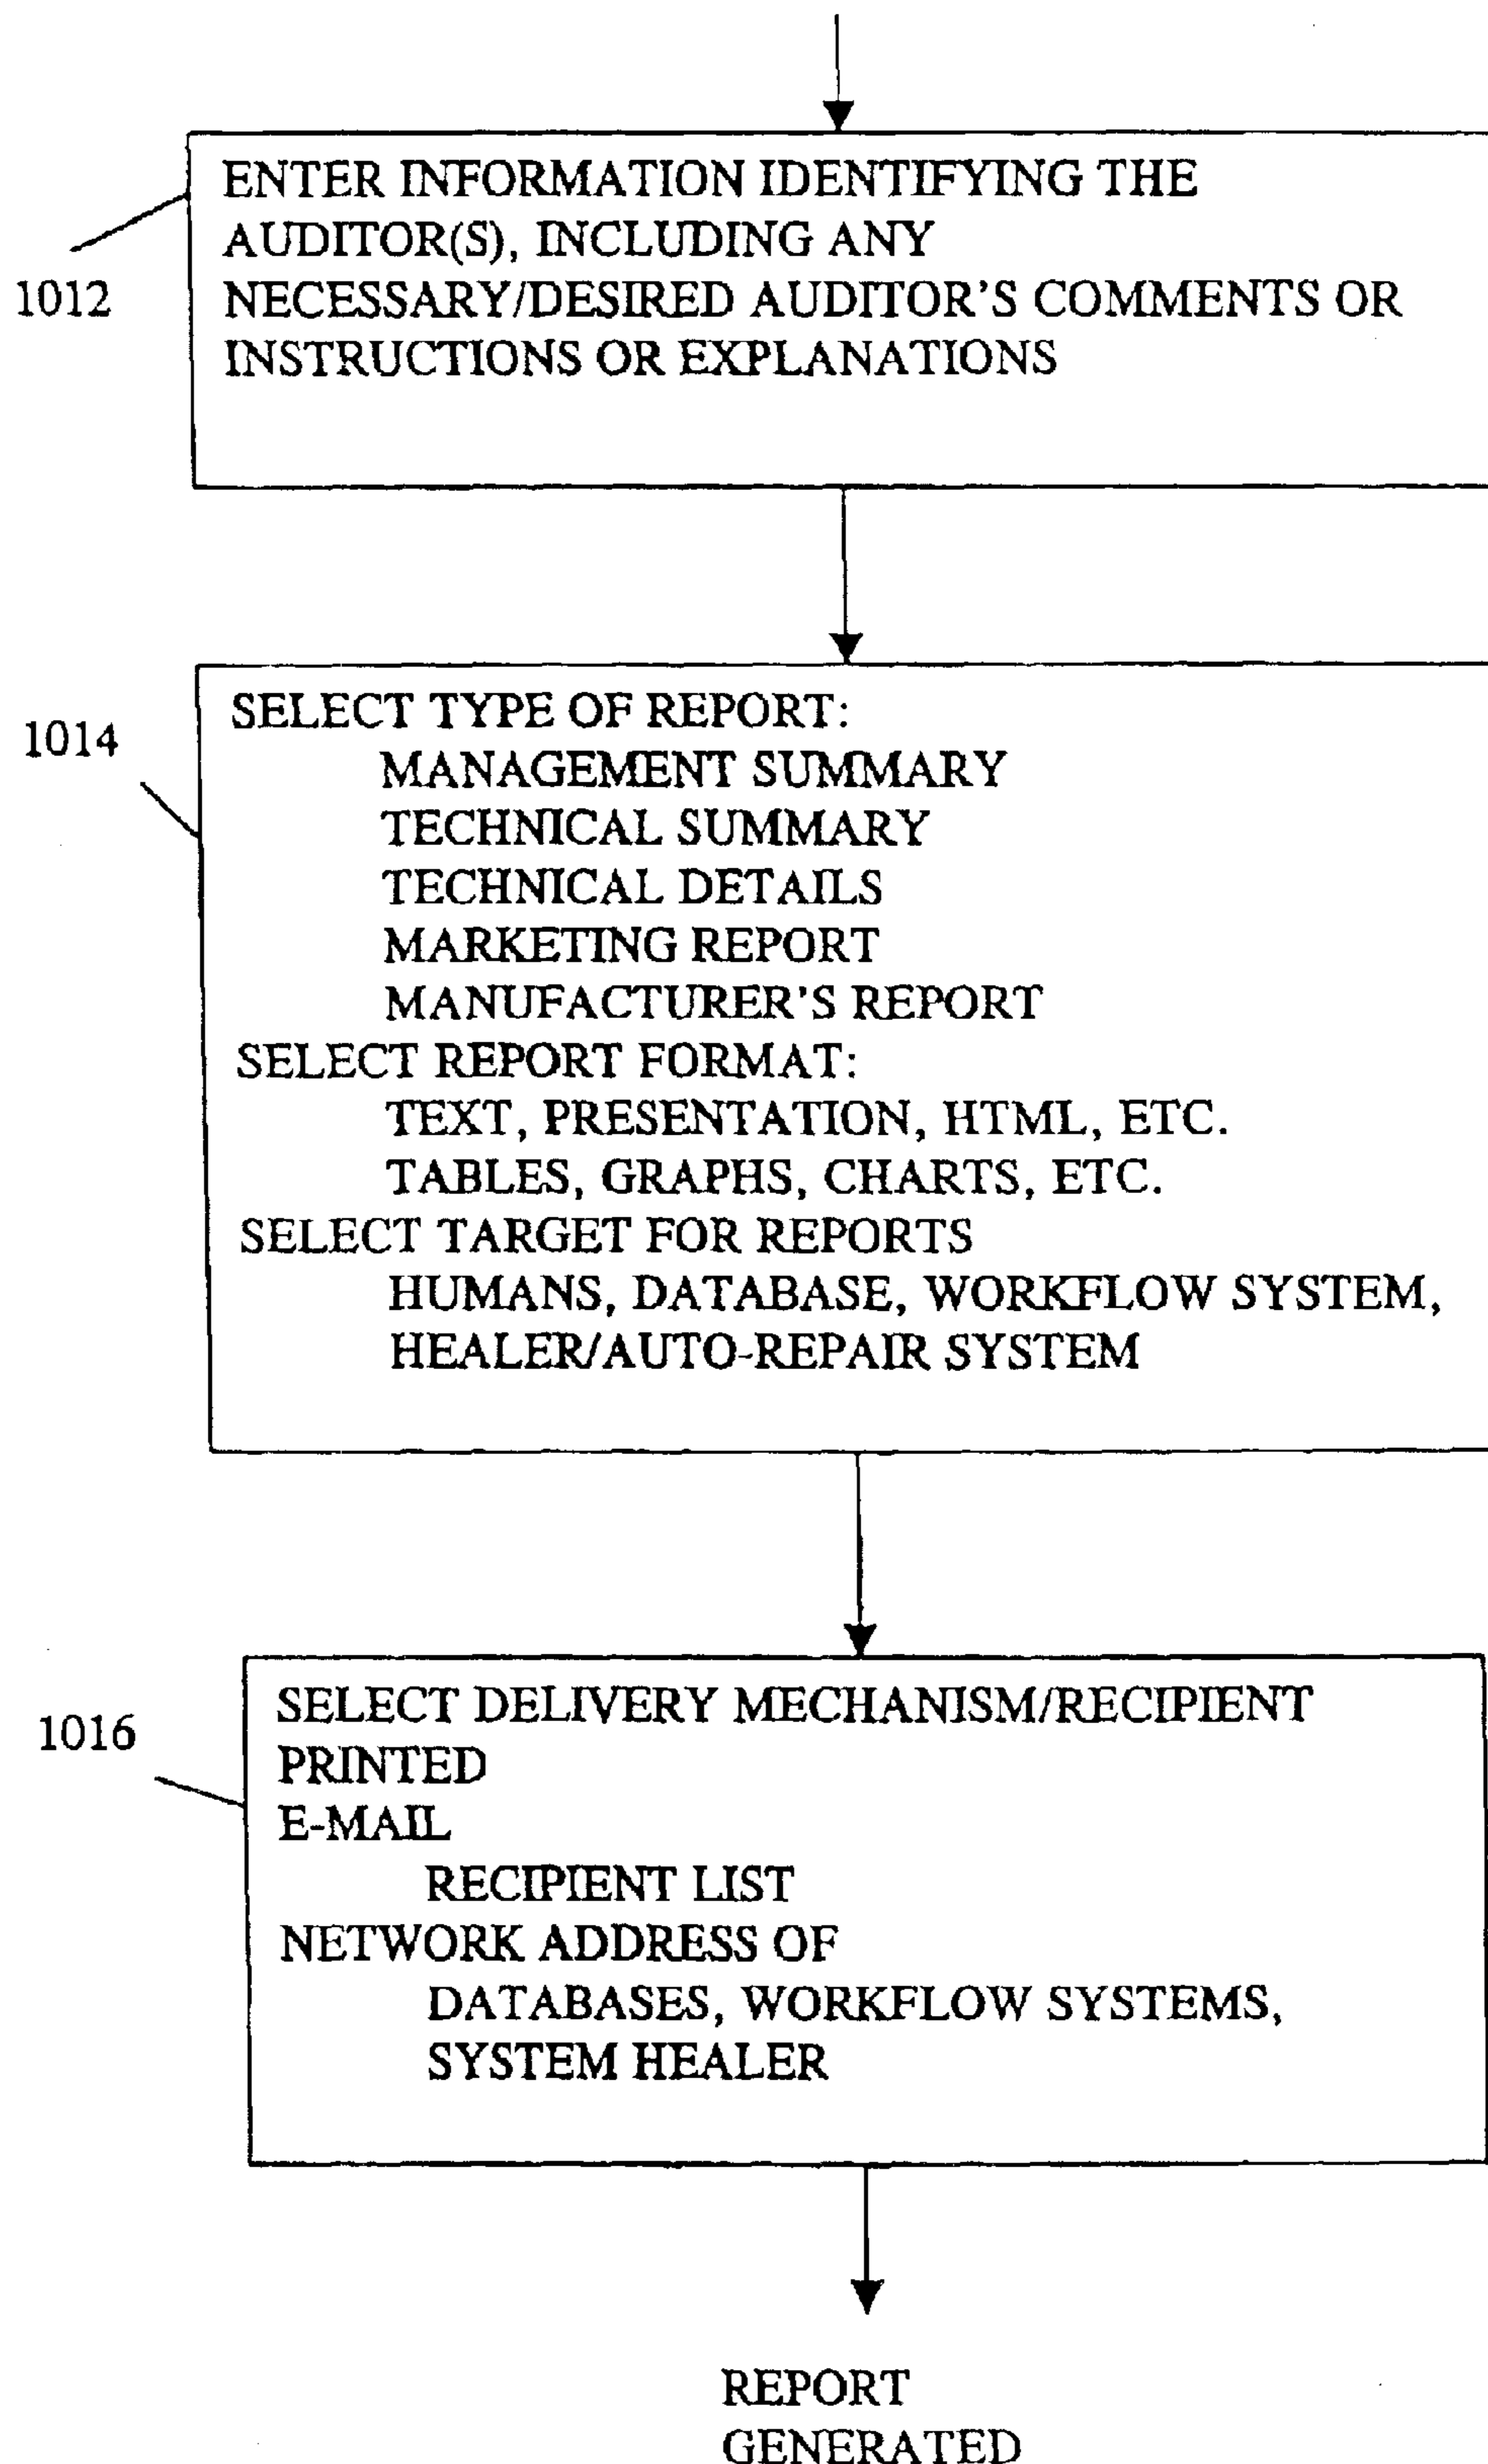 ENTER INFORMATION IDENTIFYING THE
AUDITOR(S), INCLUDING ANY
1012
NECESSARY/DESIRED AUDITOR'S COMMENTS OR
INSTRUCTIONS OR EXPLANATIONS
1014
SELECT TYPE OF REPORT:
MANAGEMENT SUMMARY
TECHNICAL SUMMARY
TECHNICAL DETAILS
MARKETING REPORT
MANUFACTURER'S REPORT
SELECT REPORT FORMAT:
TEXT, PRESENTATION, HTML, ETC.
TABLES, GRAPHS, CHARTS, ETC.
SELECT TARGET FOR REPORTS
HUMANS, DATABASE, WORKFLOW SYSTEM,
HEALER/AUTO-REPAIR SYSTEM
1016
SELECT DELIVERY MECHANISM/RECIPIENT
PRINTED
E-MAIL
RECIPIENT LIST
NETWORK ADDRESS OF
DATABASES, WORKFLOW SYSTEMS,
SYSTEM HEALER
REPORT
GENERATED